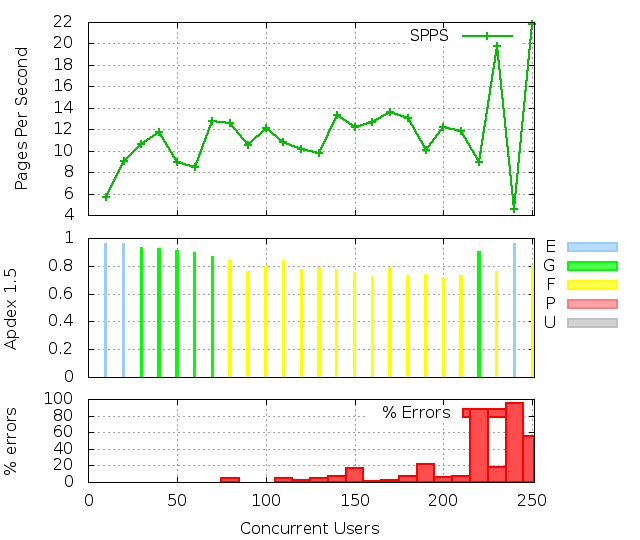 22
20
18
16
14
12
10
8
6
4
Pages Per Second
SPPS
1
0.8
0.6
0.4
0.2
0
Apdex 1.5
E
G
F
P
U
100
80
60
40
20
0
% errors
% Errors
0 50 100 150 200 250
Concurrent Users